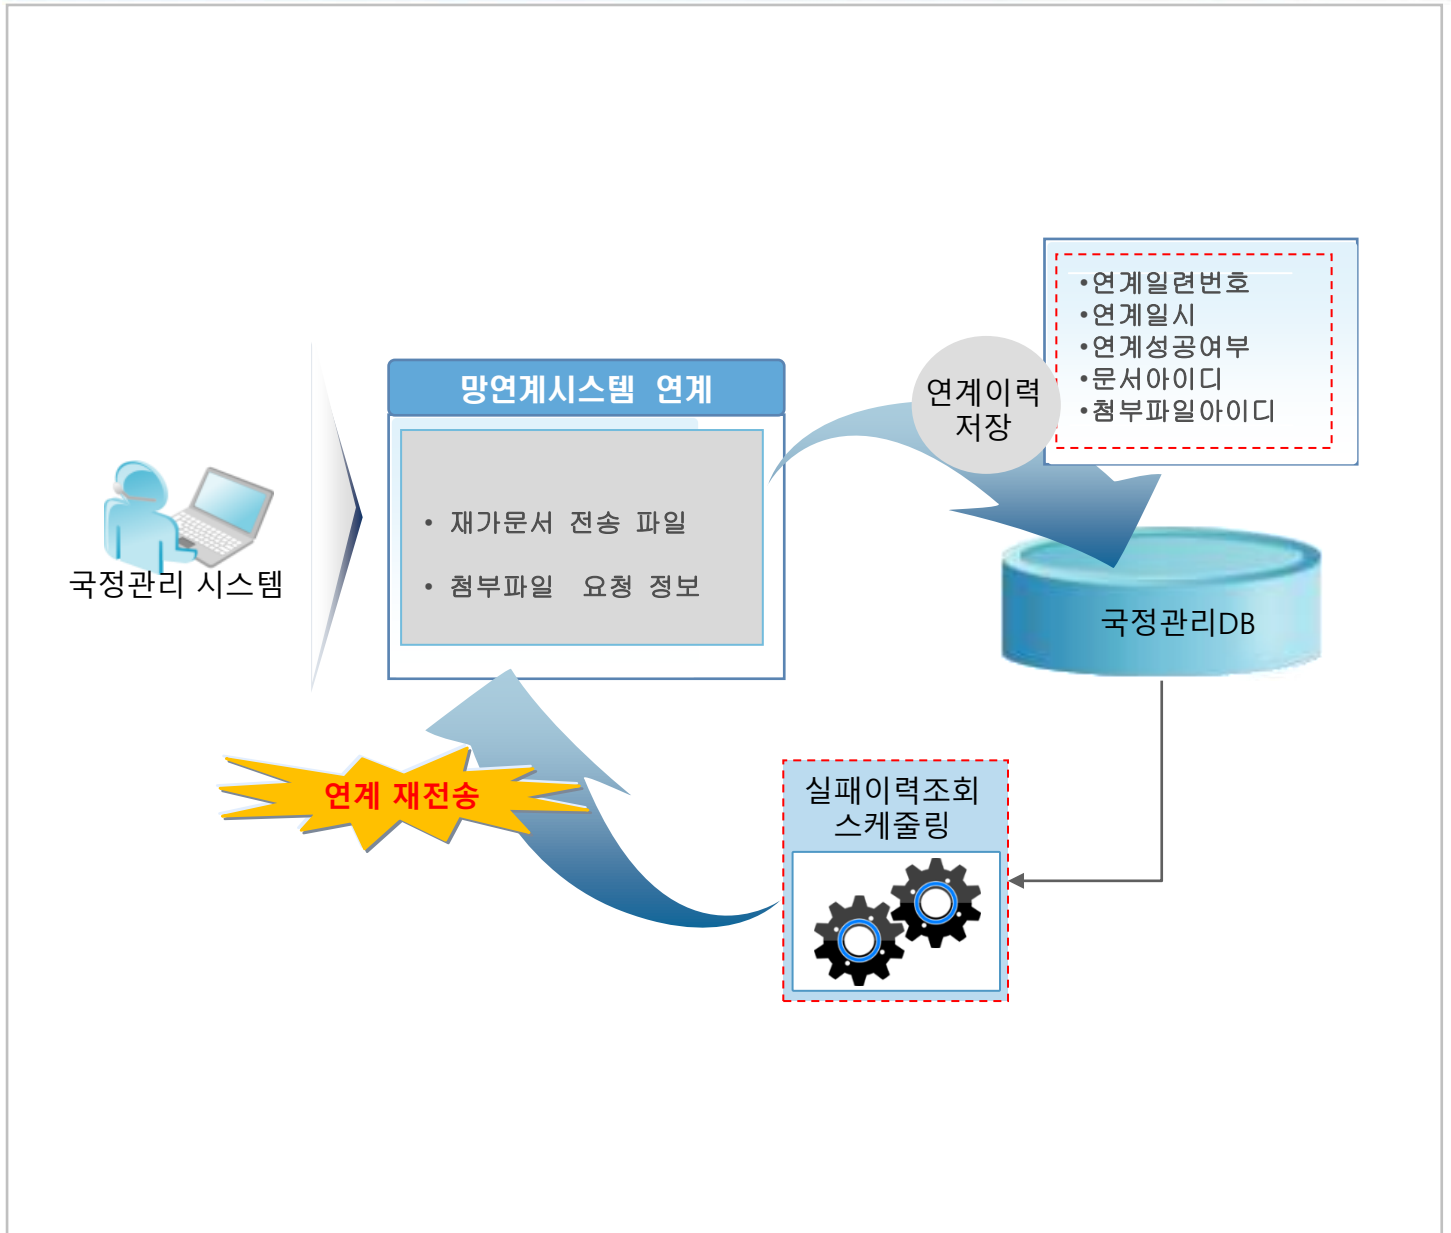 •연계일련번호
•연계일시
•연계성공여부
•문서아이디
•첨부파일아이디
연계이력
저장
망연계시스템 연계
• 재가문서 전송 파일
• 첨부파일 요청 정보
국정관리 시스템
국정관리DB
연계 재전송
실패이력조회
스케줄링